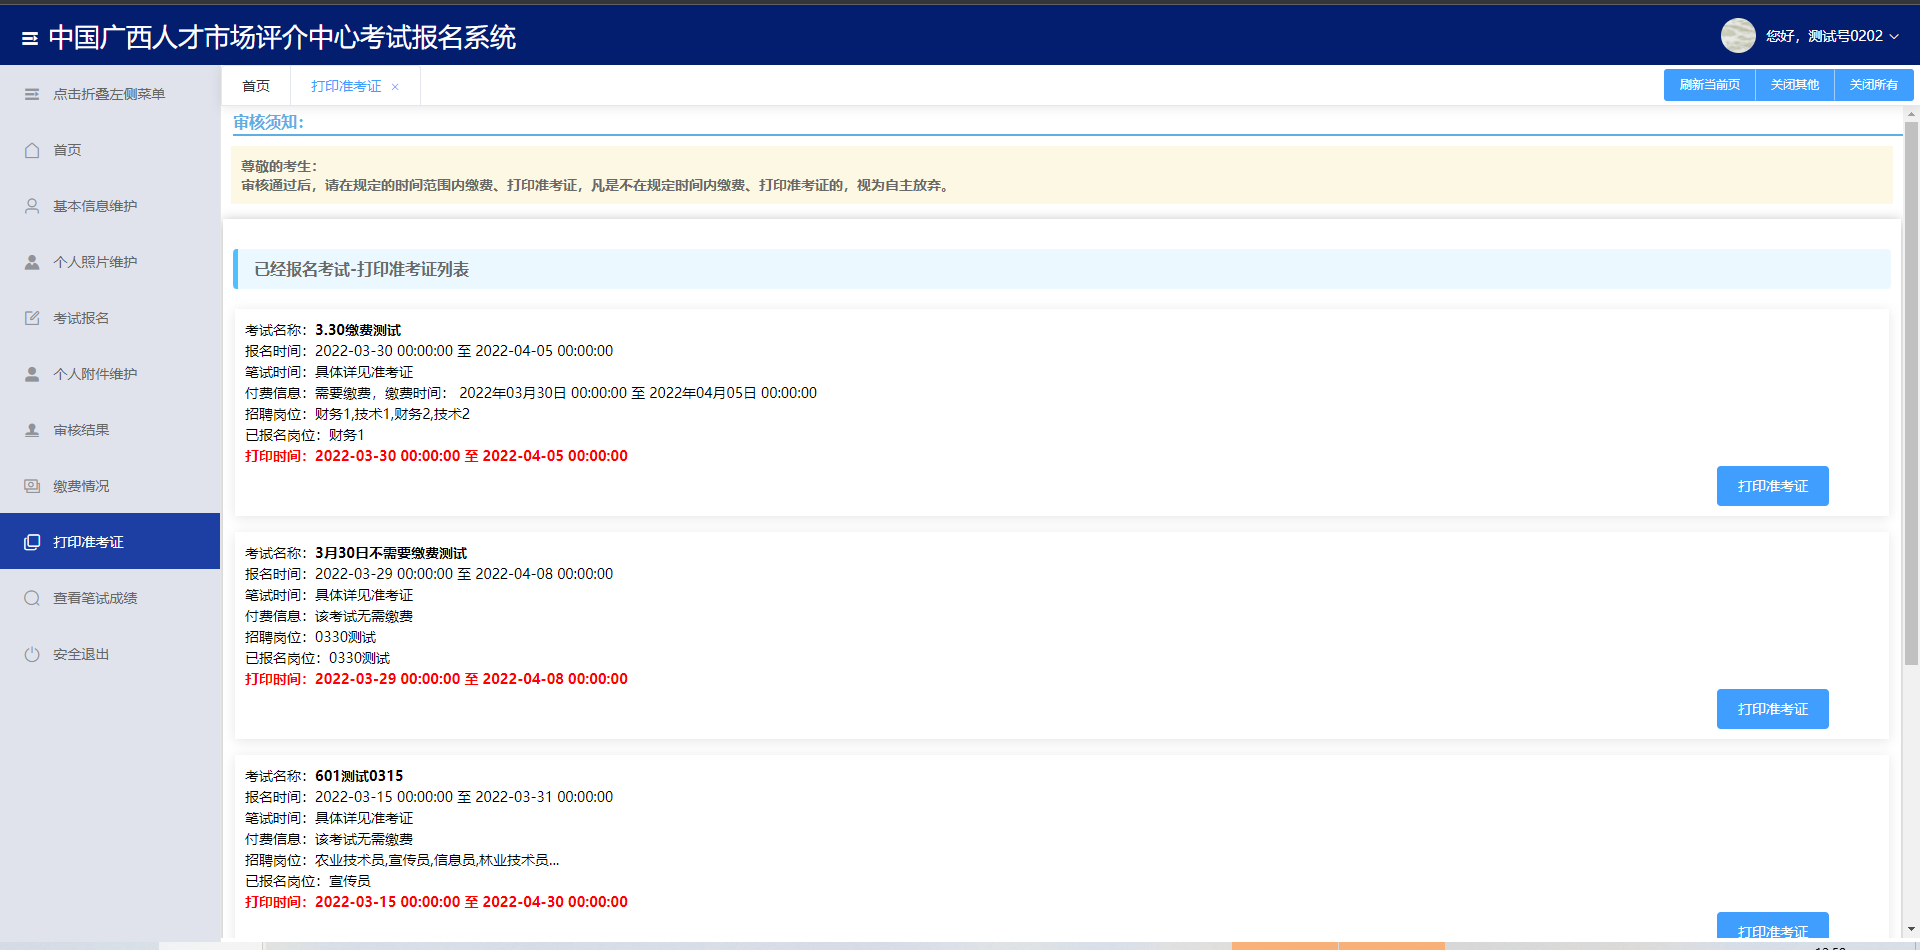 中国广西人才市场评介中心考试报名系统
您好，测试号0202
点击折叠左侧菜单
首页
基本信息维护
个人照片维护
考试报名
个人附件维护
审核结果
缴费情况
打印准考证
查看笔试成绩
安全退出
首页
打印准考证
刷新当前页
关闭其他
关闭所有
审核须知：
尊敬的考生：
审核通过后，请在规定的时间范围内缴费、打印准考证，凡是不在规定时间内缴费、打印准考证的，视为自主放弃。
已经报名考试-打印准考证列表
考试名称：3.30缴费测试
报名时间：2022-03-30 00:00:00 至 2022-04-05 00:00:00
笔试时间：具体详见准考证
付费信息：需要缴费，缴费时间： 2022年03月30日 00:00:00 至 2022年04月05日 00:00:00
招聘岗位：财务1,技术1,财务2,技术2
已报名岗位：财务1
打印时间：2022-03-30 00:00:00 至 2022-04-05 00:00:00
打印准考证
考试名称：3月30日不需要缴费测试
报名时间：2022-03-29 00:00:00 至 2022-04-08 00:00:00
笔试时间：具体详见准考证
付费信息：该考试无需缴费
招聘岗位：0330测试
已报名岗位：0330测试
打印时间：2022-03-29 00:00:00 至 2022-04-08 00:00:00
打印准考证
考试名称：601测试0315
报名时间：2022-03-15 00:00:00 至 2022-03-31 00:00:00
笔试时间：具体详见准考证
付费信息：该考试无需缴费
招聘岗位：农业技术员,宣传员,信息员,林业技术员...
已报名岗位：宣传员
打印时间：2022-03-15 00:00:00 至 2022-04-30 00:00:00
打印准考证